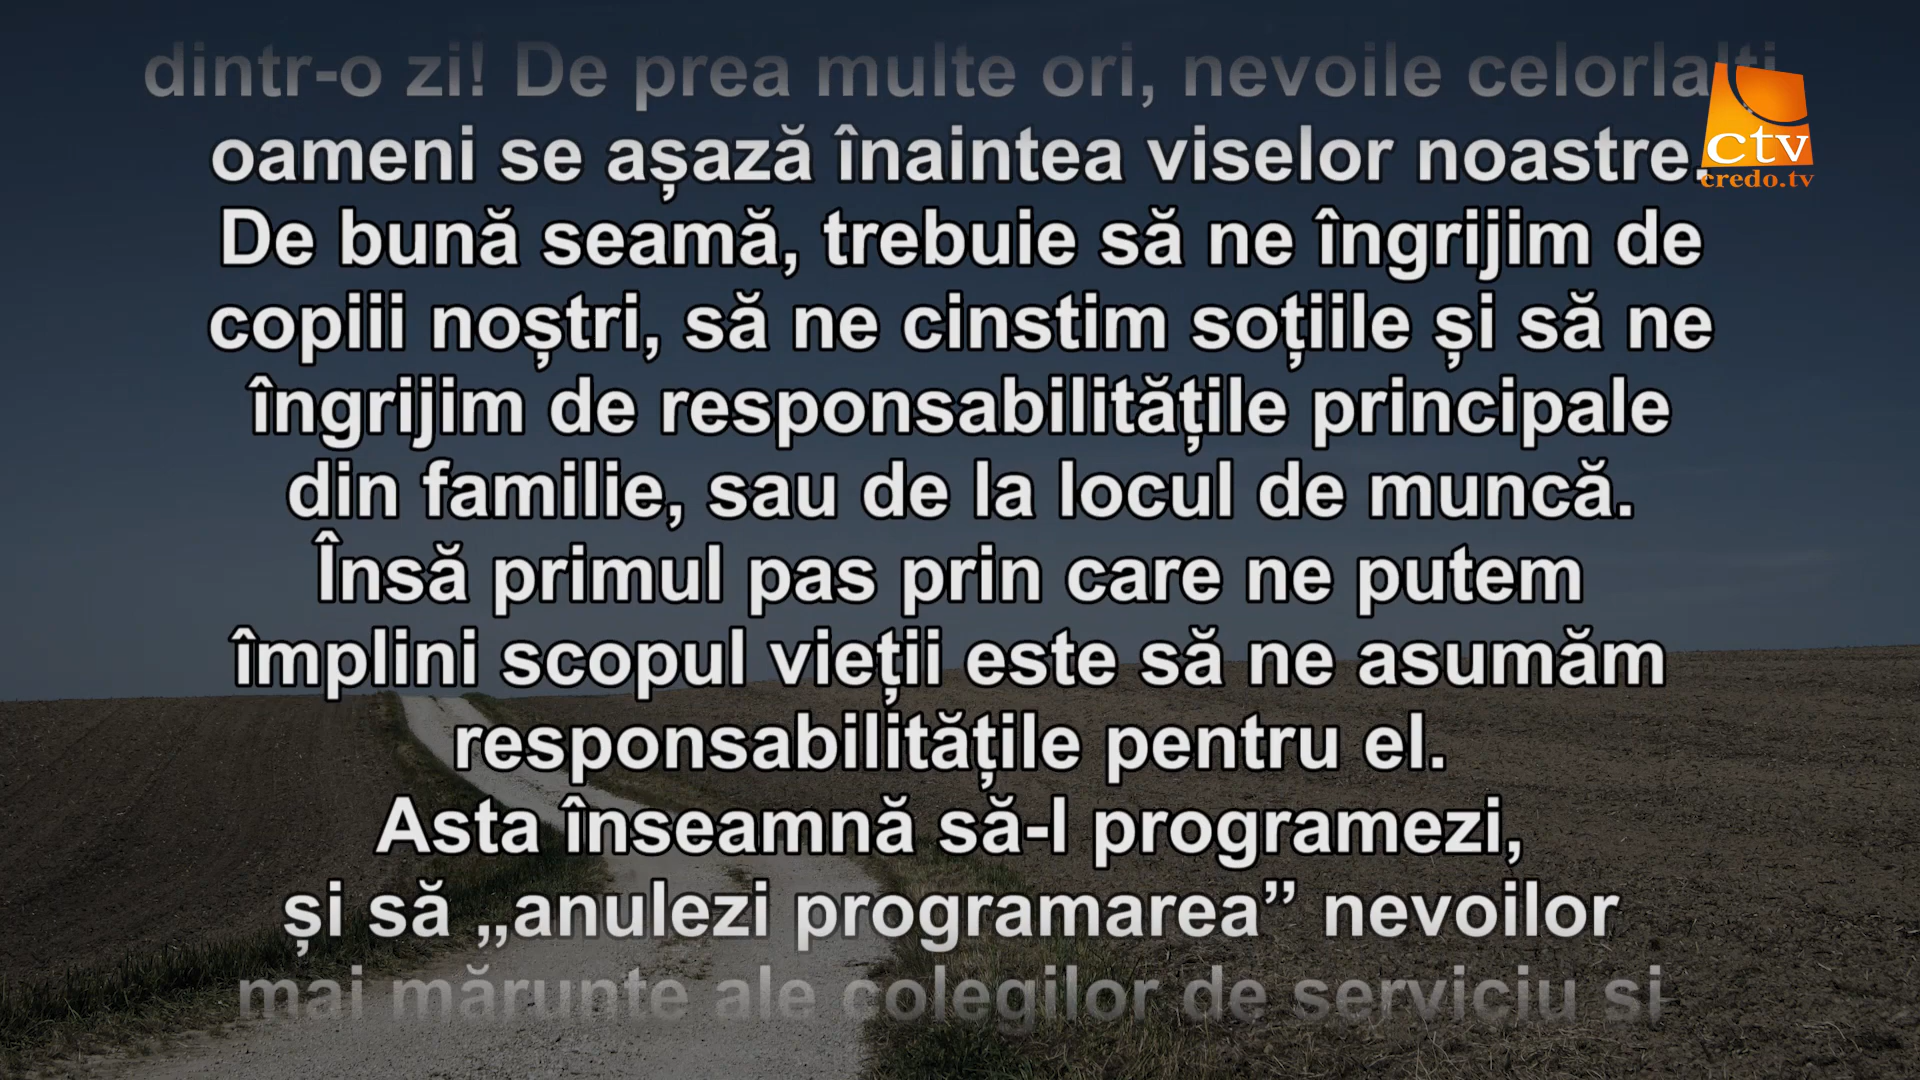 dintr-o zi! De prea multe ori, nevoile celorlalți
oameni se așază înaintea viselor noastre.
De bună seamă, trebuie să ne îngrijim de
copiii noștri, să ne cinstim soțiile și să ne
îngrijim de responsabilitățile principale
din familie, sau de la locul de muncă.
Însă primul pas prin care ne putem
împlini scopul vieții este să ne asumăm
responsabilitățile pentru el.
Asta înseamnă să-l programezi,
și să „anulezi programarea” nevoilor
mai mărunte ale colegilor de serviciu și
ctv
credo.tv